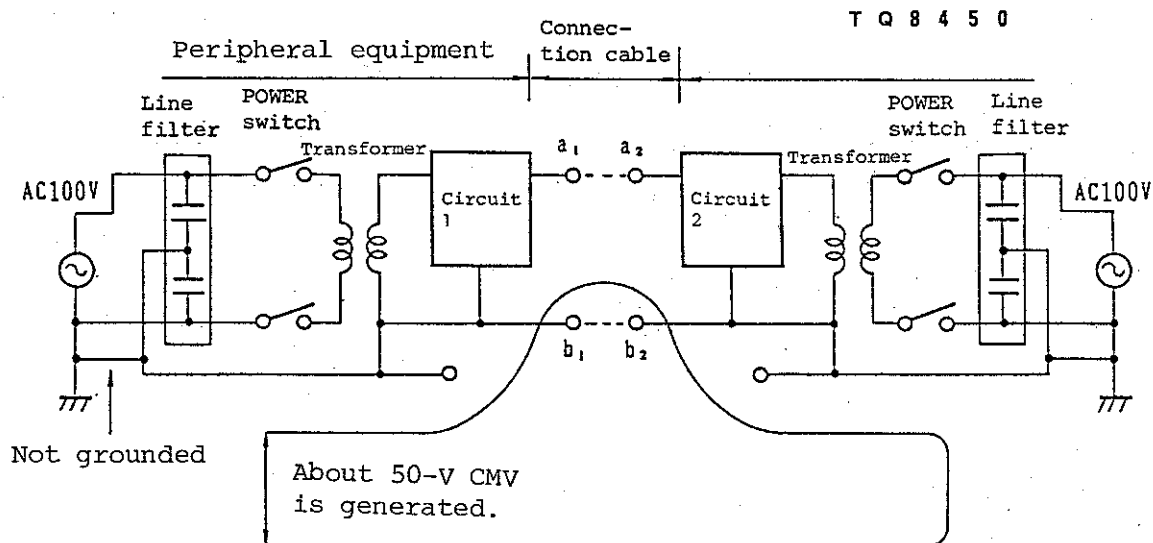 T Q 8 4 5 0
Peripheral equipment
Connec-
tion cable
Line
filter
POWER
switch
Transformer
AC100V
Circuit
1
a₁
a₂
b₁
b₂
Circuit
2
Transformer
POWER
switch
Line
filter
AC100V
Not grounded
About 50-V CMV
is generated.